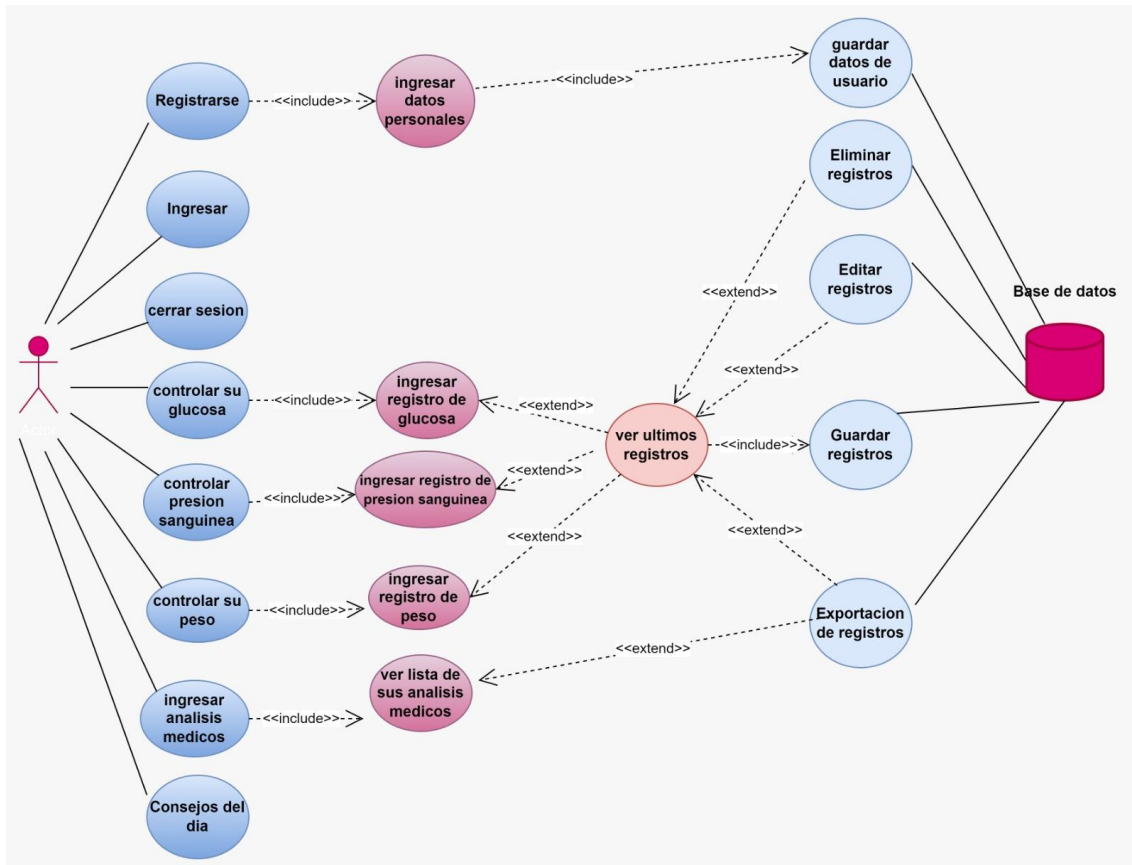 guardar
datos de
usuario
ingresar
datos
personales
<<include>>
Registrarse
<<include>>
Eliminar
registros
Ingresar
Editar
registros
<<extend>>
Base de datos
cerrar sesion
<<extend>>
controlar su
glucosa
<<include>>
ingresar
registro de
glucosa
<<extend>>
ver ultimos
registros
<<include>>
Guardar
registros
Actor
<<extend>>
ingresar registro de
presion sanguinea
controlar
presion
sanguinea
<<include>>
<<extend>>
<<extend>>
ingresar
registro de
peso
controlar su
peso
<<include>>
Exportacion
de registros
<<extend>>
ver lista de
sus analisis
medicos
ingresar
analisis
medicos
<<include>>
Consejos del
dia